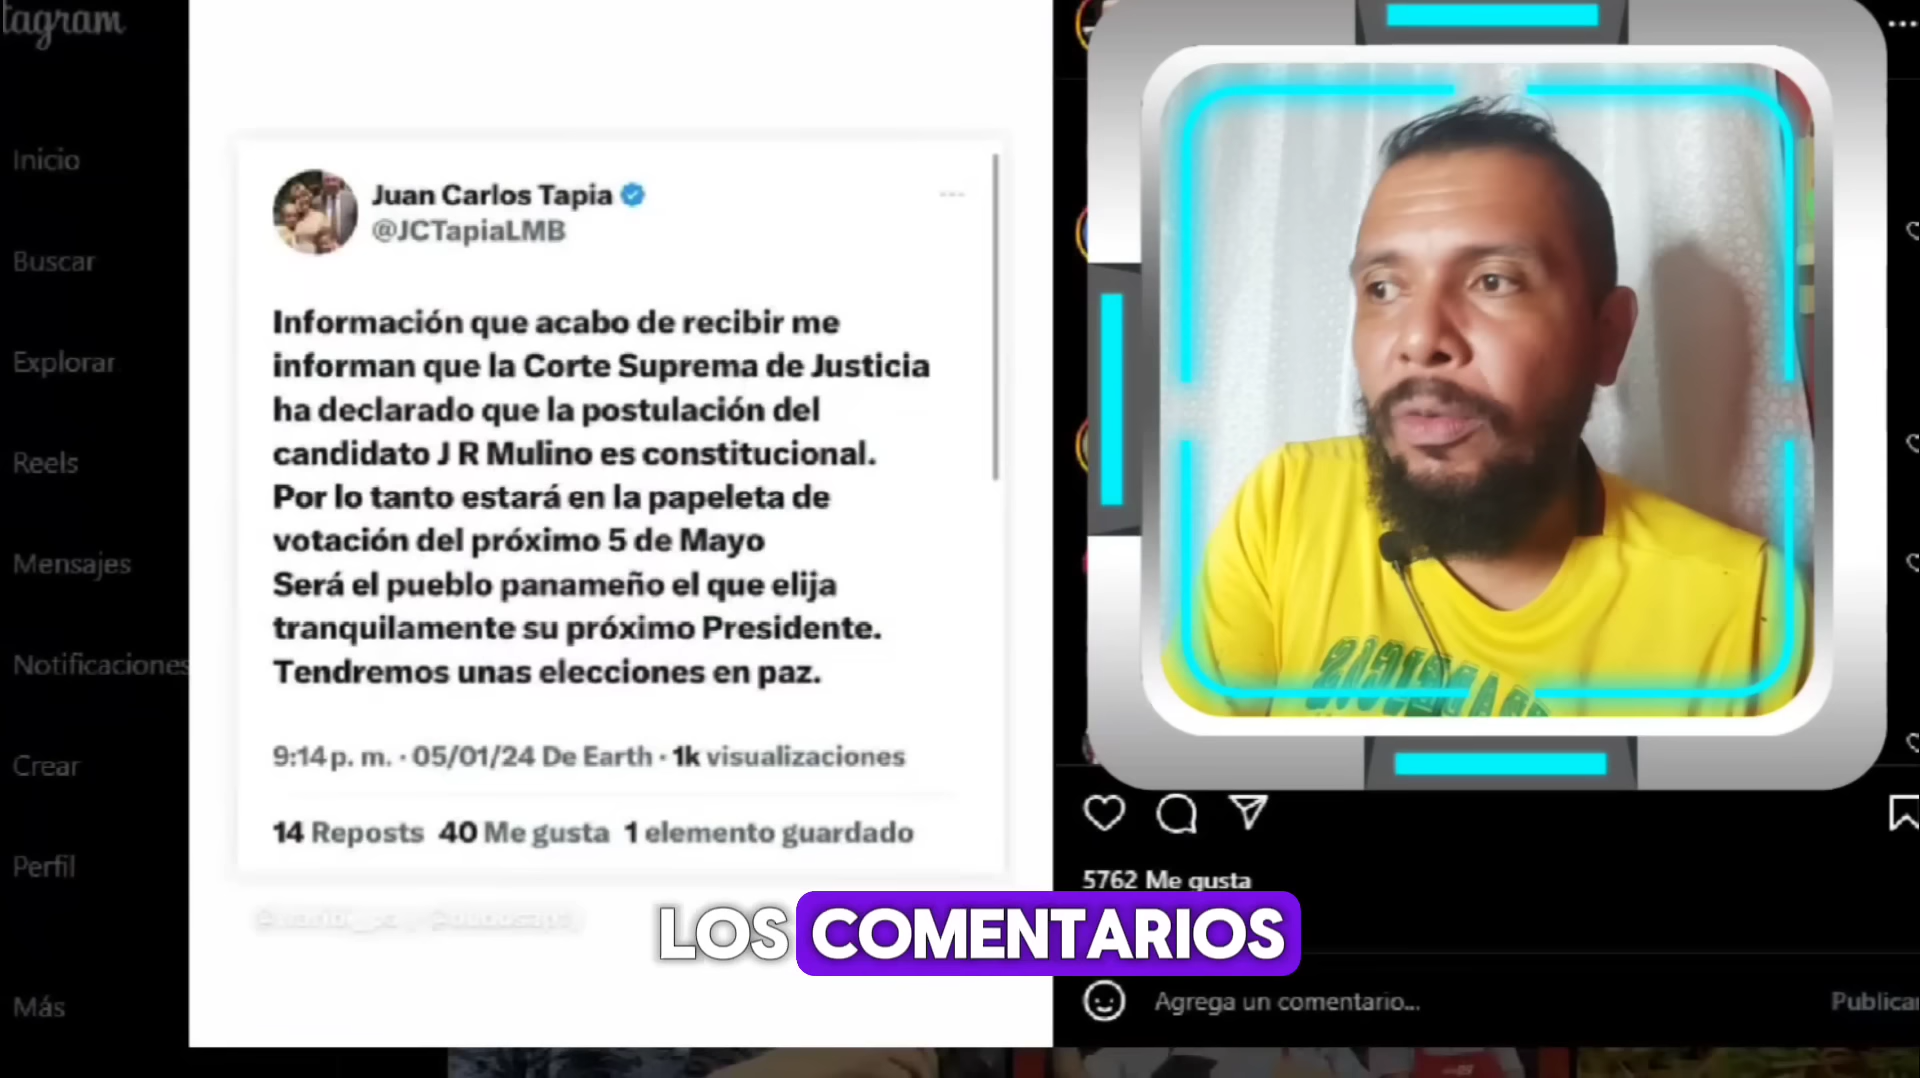 tagram
Inicio
Buscar
Explorar
Reels
Mensajes
Notificaciones
Crear
Perfil
Más
Juan Carlos Tapia
@JCTapiaLMB
Información que acabo de recibir me
informan que la Corte Suprema de Justicia
ha declarado que la postulación del
candidato J R Mulino es constitucional.
Por lo tanto estará en la papeleta de
votación del próximo 5 de Mayo
Será el pueblo panameño el que elija
tranquilamente su próximo Presidente.
Tendremos unas elecciones en paz.
9:14 p. m. · 05/01/24 De Earth · 1k visualizaciones
14 Reposts 40 Me gusta 1 elemento guardado
5762 Me gusta
LOS COMENTARIOS
Agrega un comentario...
Publicar